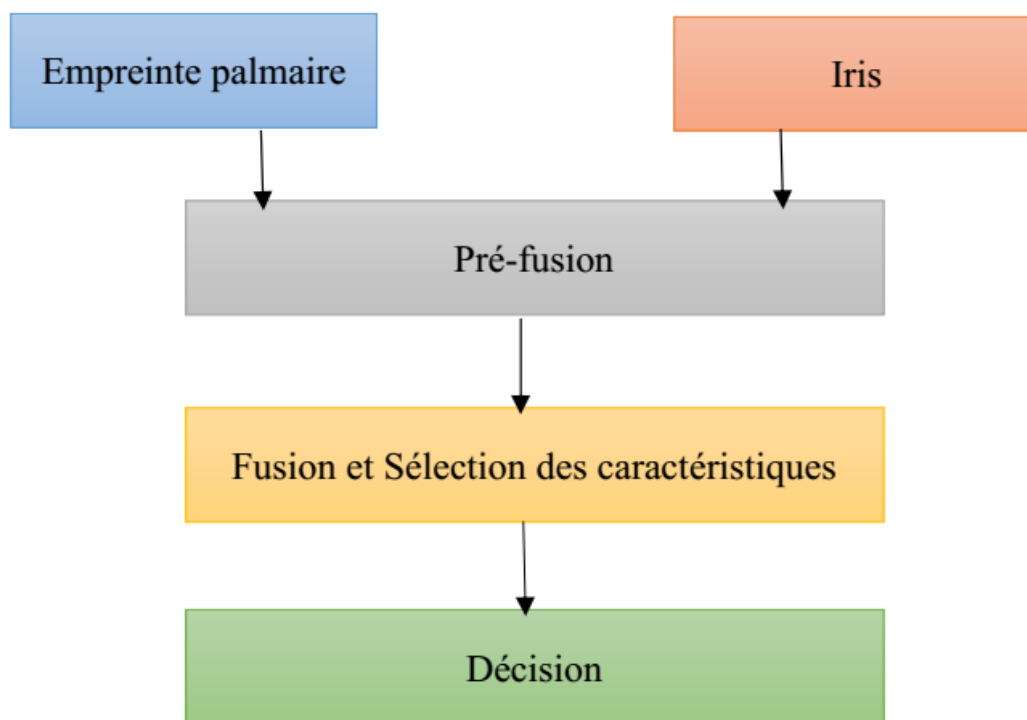 Empreinte palmaire
Iris
Pré-fusion
Fusion et Sélection des caractéristiques
Décision